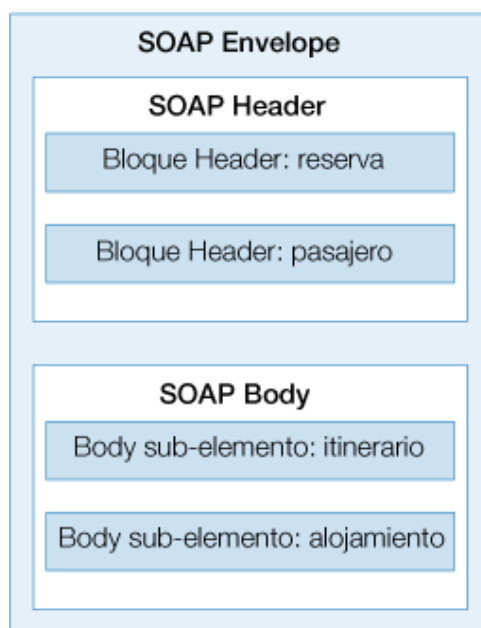 SOAP Envelope
SOAP Header
Bloque Header: reserva
Bloque Header: pasajero
SOAP Body
Body sub-elemento: itinerario
Body sub-elemento: alojamiento